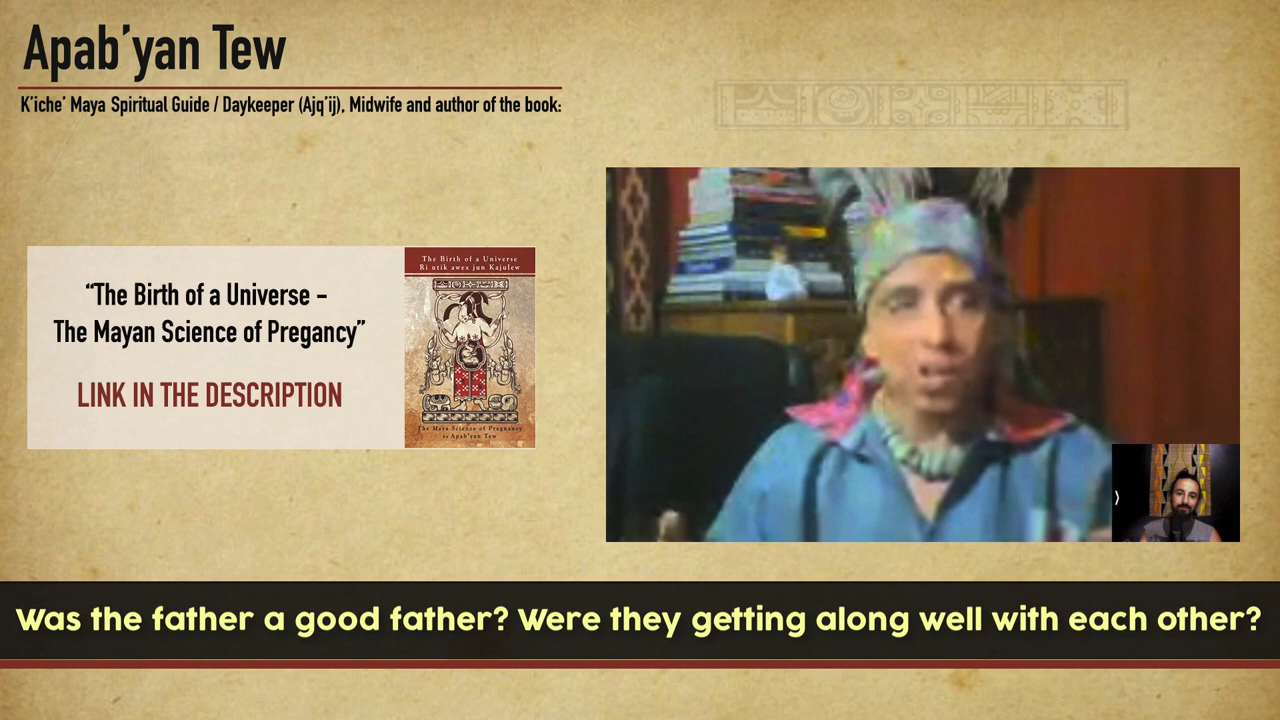 Apab’yan Tew
K’iche’ Maya Spiritual Guide / Daykeeper (Ajq’ij), Midwife and author of the book:
“The Birth of a Universe –
The Mayan Science of Pregancy”
LINK IN THE DESCRIPTION
The Birth of a Universe
Ri utik awex jun Kajulew
The Maya Science of Pregnancy
by Apab'yan Tew
Was the father a good father? Were they getting along well with each other?